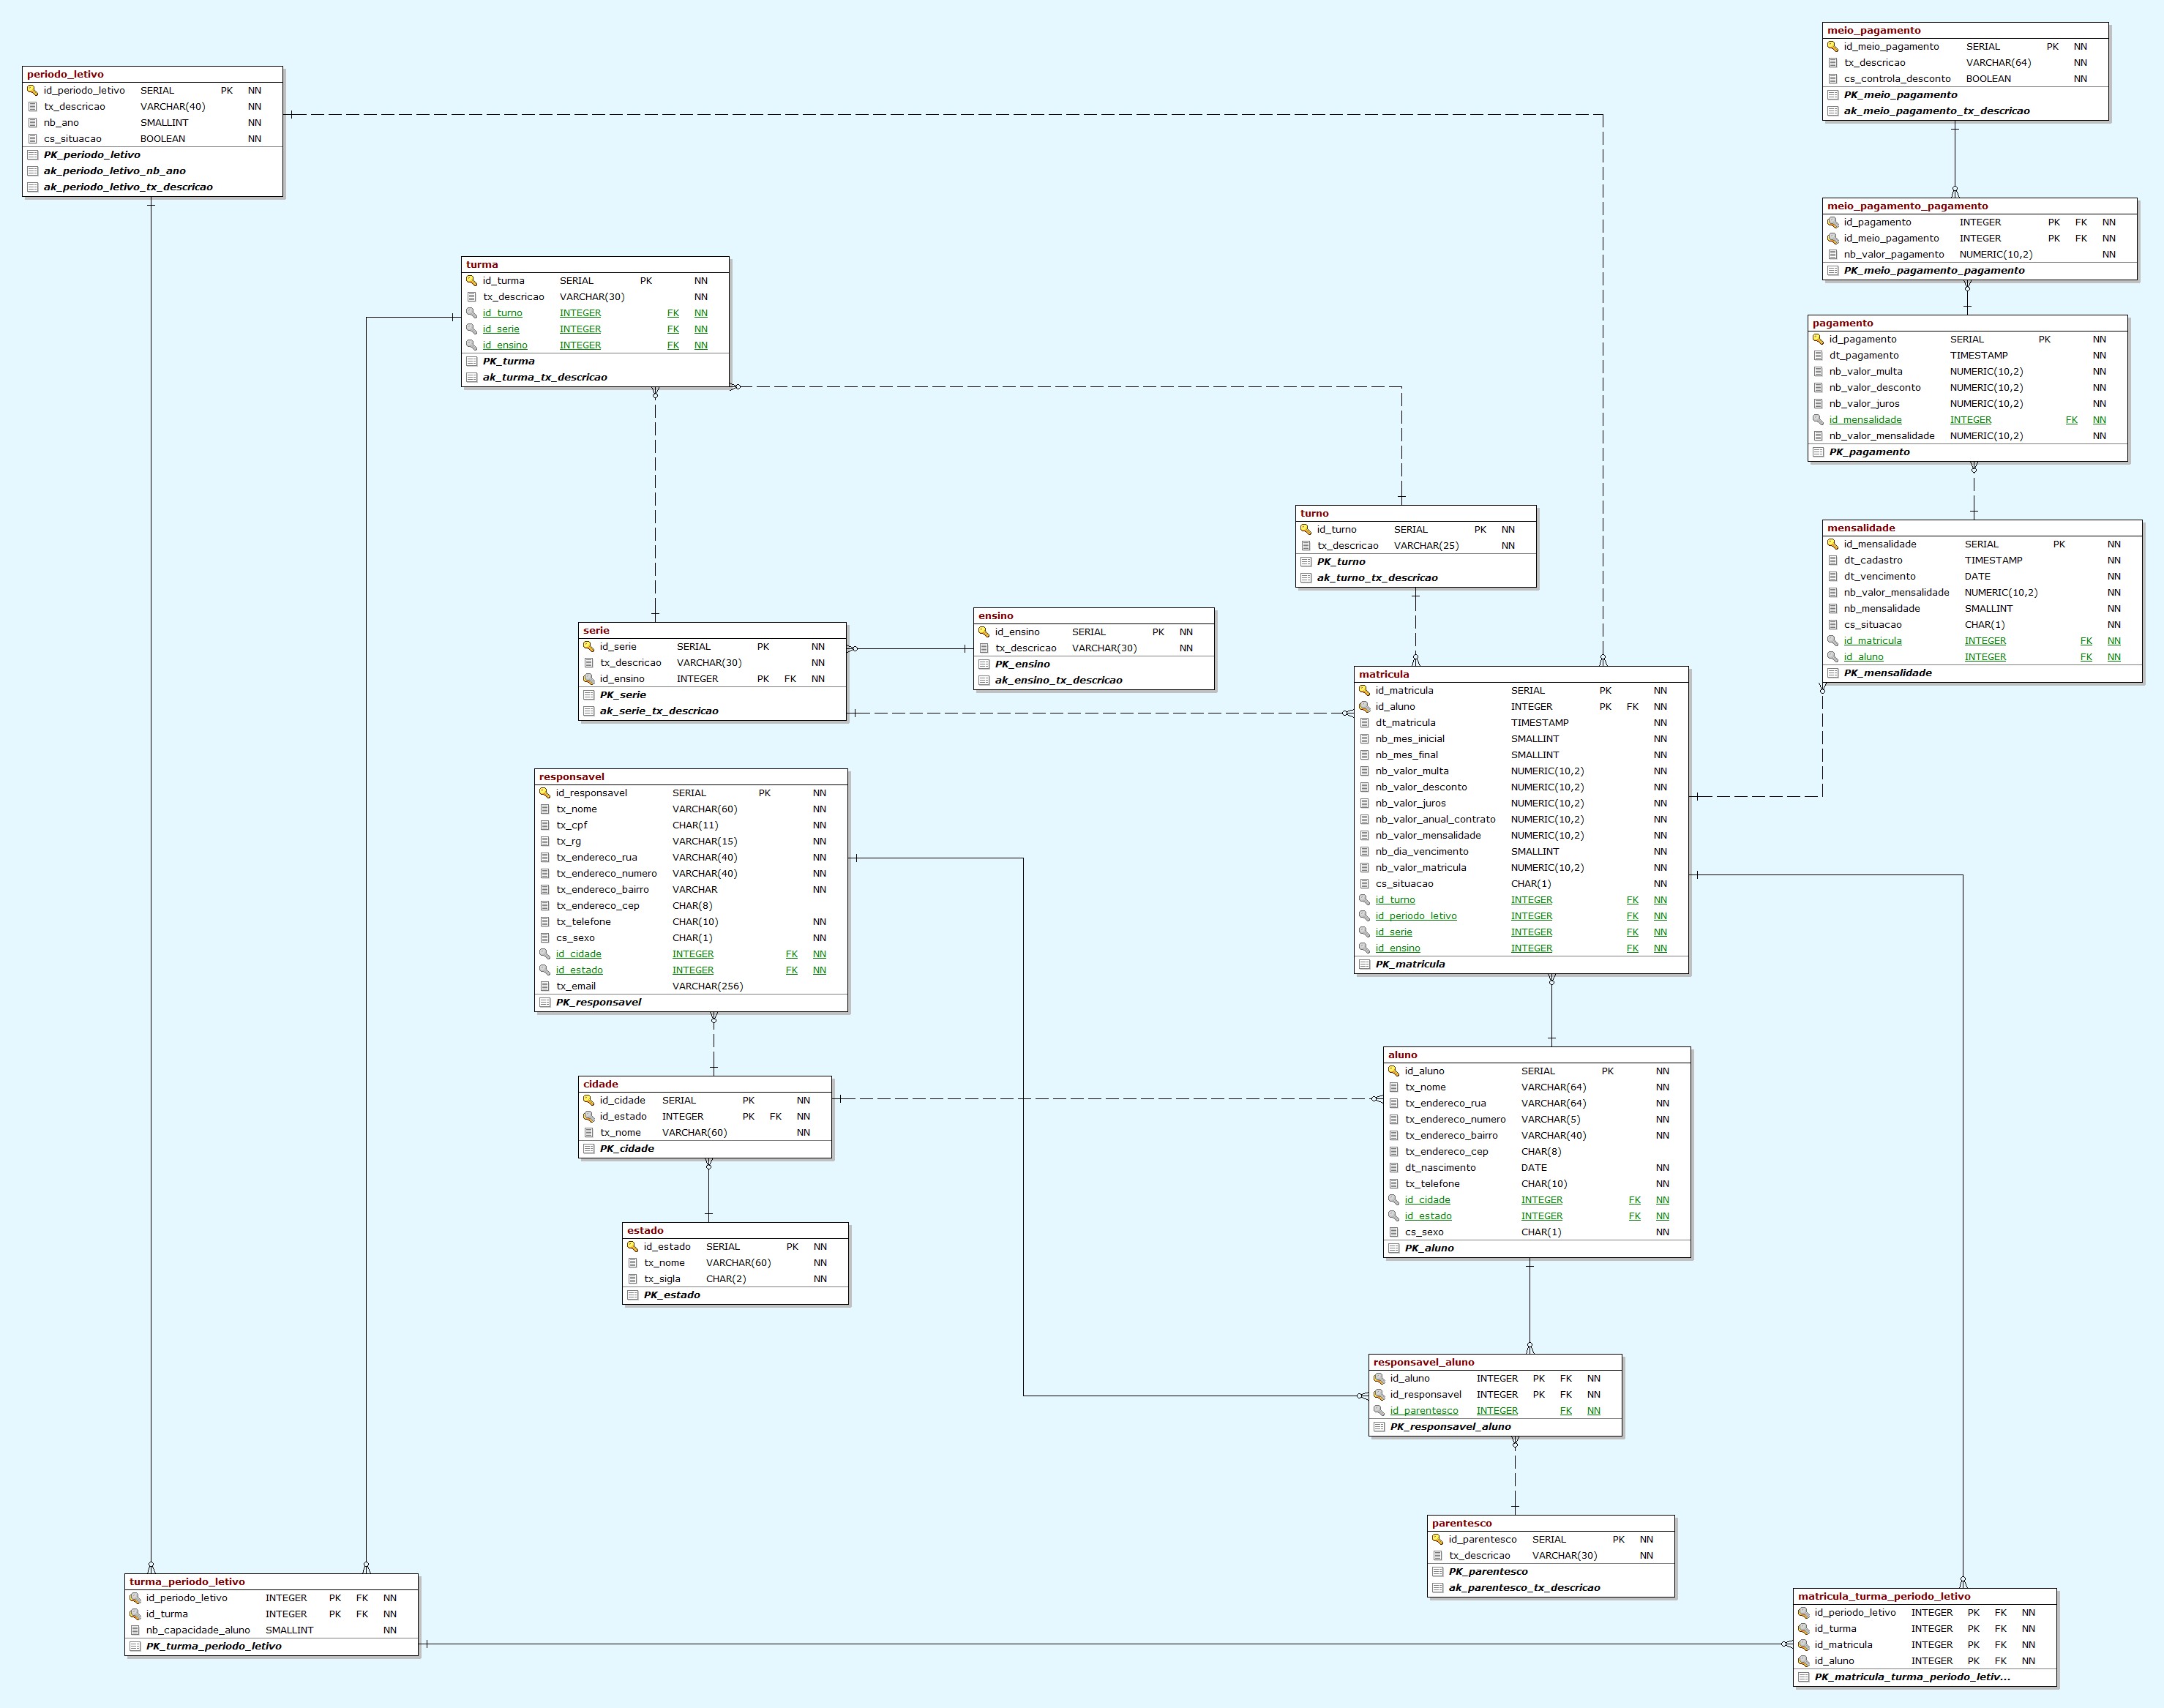 meio_pagamento
id_meio_pagamento SERIAL PK NN
tx_descricao VARCHAR(64) NN
cs_controla_desconto BOOLEAN NN
PK_meio_pagamento
ak_meio_pagamento_tx_descricao
periodo_letivo
id_periodo_letivo SERIAL PK NN
tx_descricao VARCHAR(40) NN
nb_ano SMALLINT NN
cs_situacao BOOLEAN NN
PK_periodo_letivo
ak_periodo_letivo_nb_ano
ak_periodo_letivo_tx_descricao
meio_pagamento_pagamento
id_pagamento INTEGER PK FK NN
id_meio_pagamento INTEGER PK FK NN
nb_valor_pagamento NUMERIC(10,2) NN
PK_meio_pagamento_pagamento
turma
id_turma SERIAL PK NN
tx_descricao VARCHAR(30) NN
id_turno INTEGER FK NN
id_serie INTEGER FK NN
id_ensino INTEGER FK NN
PK_turma
ak_turma_tx_descricao
pagamento
id_pagamento SERIAL PK NN
dt_pagamento TIMESTAMP NN
nb_valor_multa NUMERIC(10,2) NN
nb_valor_desconto NUMERIC(10,2) NN
nb_valor_juros NUMERIC(10,2) NN
id_mensalidade INTEGER FK NN
nb_valor_mensalidade NUMERIC(10,2) NN
PK_pagamento
turno
id_turno SERIAL PK NN
tx_descricao VARCHAR(25) NN
PK_turno
ak_turno_tx_descricao
mensalidade
id_mensalidade SERIAL PK NN
dt_cadastro TIMESTAMP NN
dt_vencimento DATE NN
nb_valor_mensalidade NUMERIC(10,2) NN
nb_mensalidade SMALLINT NN
cs_situacao CHAR(1) NN
id_matricula INTEGER FK NN
id_aluno INTEGER FK NN
PK_mensalidade
ensino
id_ensino SERIAL PK NN
tx_descricao VARCHAR(30) NN
PK_ensino
ak_ensino_tx_descricao
serie
id_serie SERIAL PK NN
tx_descricao VARCHAR(30) NN
id_ensino INTEGER PK FK NN
PK_serie
ak_serie_tx_descricao
matricula
id_matricula SERIAL PK NN
id_aluno INTEGER PK FK NN
dt_matricula TIMESTAMP NN
nb_mes_inicial SMALLINT NN
nb_mes_final SMALLINT NN
nb_valor_multa NUMERIC(10,2) NN
nb_valor_desconto NUMERIC(10,2) NN
nb_valor_juros NUMERIC(10,2) NN
nb_valor_anual_contrato NUMERIC(10,2) NN
nb_valor_mensalidade NUMERIC(10,2) NN
nb_dia_vencimento SMALLINT NN
nb_valor_matricula NUMERIC(10,2) NN
cs_situacao CHAR(1) NN
id_turno INTEGER FK NN
id_periodo_letivo INTEGER FK NN
id_serie INTEGER FK NN
id_ensino INTEGER FK NN
PK_matricula
responsavel
id_responsavel SERIAL PK NN
tx_nome VARCHAR(60) NN
tx_cpf CHAR(11) NN
tx_rg VARCHAR(15) NN
tx_endereco_rua VARCHAR(40) NN
tx_endereco_numero VARCHAR(40) NN
tx_endereco_bairro VARCHAR NN
tx_endereco_cep CHAR(8)
tx_telefone CHAR(10) NN
cs_sexo CHAR(1) NN
id_cidade INTEGER FK NN
id_estado INTEGER FK NN
tx_email VARCHAR(256)
PK_responsavel
aluno
id_aluno SERIAL PK NN
tx_nome VARCHAR(64) NN
tx_endereco_rua VARCHAR(64) NN
tx_endereco_numero VARCHAR(5) NN
tx_endereco_bairro VARCHAR(40) NN
tx_endereco_cep CHAR(8)
dt_nascimento DATE NN
tx_telefone CHAR(10) NN
id_cidade INTEGER FK NN
id_estado INTEGER FK NN
cs_sexo CHAR(1) NN
PK_aluno
cidade
id_cidade SERIAL PK NN
id_estado INTEGER PK FK NN
tx_nome VARCHAR(60) NN
PK_cidade
estado
id_estado SERIAL PK NN
tx_nome VARCHAR(60) NN
tx_sigla CHAR(2) NN
PK_estado
responsavel_aluno
id_aluno INTEGER PK FK NN
id_responsavel INTEGER PK FK NN
id_parentesco INTEGER FK NN
PK_responsavel_aluno
parentesco
id_parentesco SERIAL PK NN
tx_descricao VARCHAR(30) NN
PK_parentesco
ak_parentesco_tx_descricao
turma_periodo_letivo
id_periodo_letivo INTEGER PK FK NN
id_turma INTEGER PK FK NN
nb_capacidade_aluno SMALLINT NN
PK_turma_periodo_letivo
matricula_turma_periodo_letivo
id_periodo_letivo INTEGER PK FK NN
id_turma INTEGER PK FK NN
id_matricula INTEGER PK FK NN
id_aluno INTEGER PK FK NN
PK_matricula_turma_periodo_letiv...